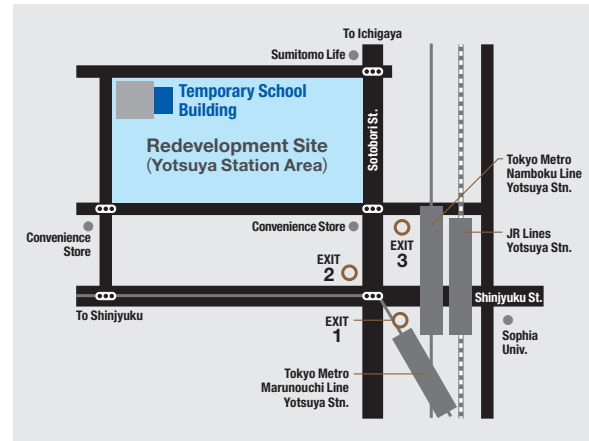 To Ichigaya
Sumitomo Life
Temporary School
Building
Redevelopment Site
(Yotsuya Station Area)
Sotobori St.
Tokyo Metro
Namboku Line
Yotsuya Stn.
Convenience Store
Convenience
Store
EXIT
3
JR Lines
Yotsuya Stn.
EXIT
2
Shinjyuku St.
To Shinjyuku
EXIT
1
Sophia
Univ.
Tokyo Metro
Marunouchi Line
Yotsuya Stn.